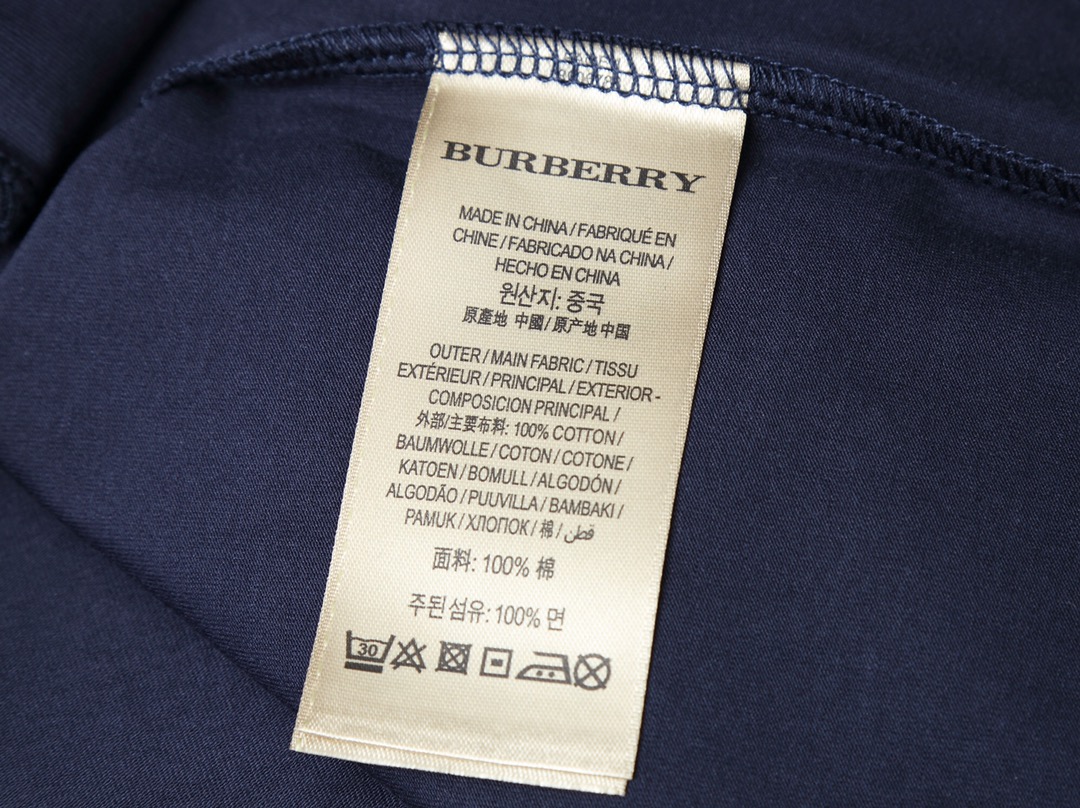 BURBERRY
MADE IN CHINA / FABRIQUÉ EN
CHINE / FABRICADO NA CHINA /
HECHO EN CHINA
원산지: 중국
原產地 中國 / 原产地 中国
OUTER / MAIN FABRIC / TISSU
EXTÉRIEUR / PRINCIPAL / EXTERIOR -
COMPOSICION PRINCIPAL /
外部/主要布料: 100% COTTON /
BAUMWOLLE / COTON / COTONE /
KATOEN / BOMULL / ALGODÓN /
ALGODÃO / PUUVILLA / BAMBAKI /
PAMUK / ХЛОПОК / 棉 / قطن
面料: 100% 棉
주된섬유: 100% 면
30